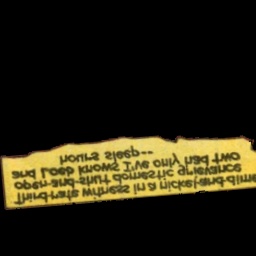 Third-rate witness in a nickel-and-dime
open-and-shut domestic grievance
and Loeb knows I've only had two
hours sleep--